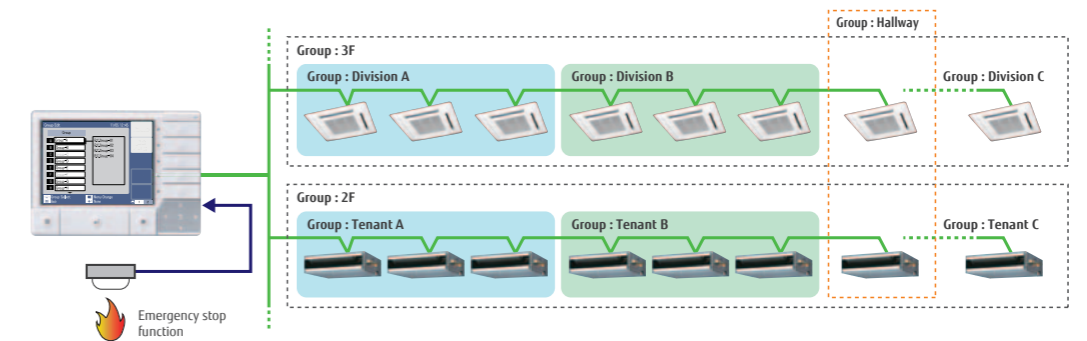 Group : Hallway
Group : 3F
Group : Division A
Group : Division B
Group : Division C
Group : 2F
Group : Tenant A
Group : Tenant B
Group : Tenant C
Emergency stop
function